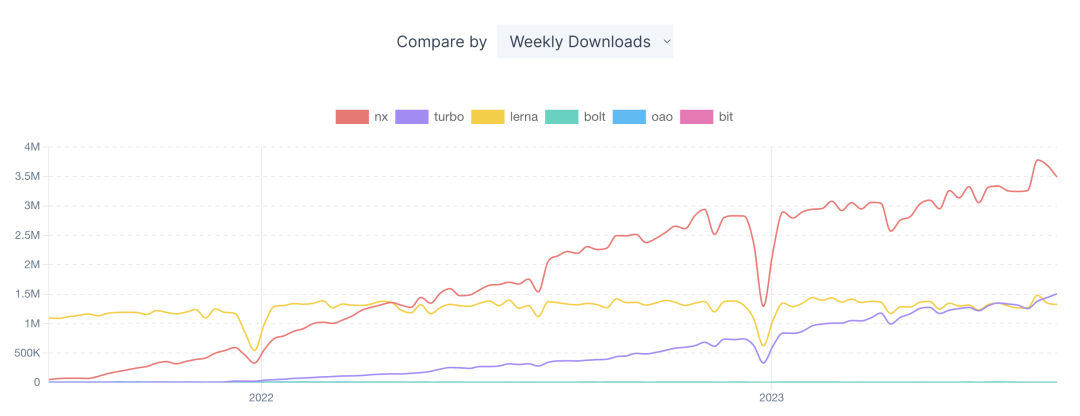 Compare by Weekly Downloads
nx turbo lerna bolt oao bit
4M
3.5M
3M
2.5M
2M
1.5M
1M
500K
0
2022 2023